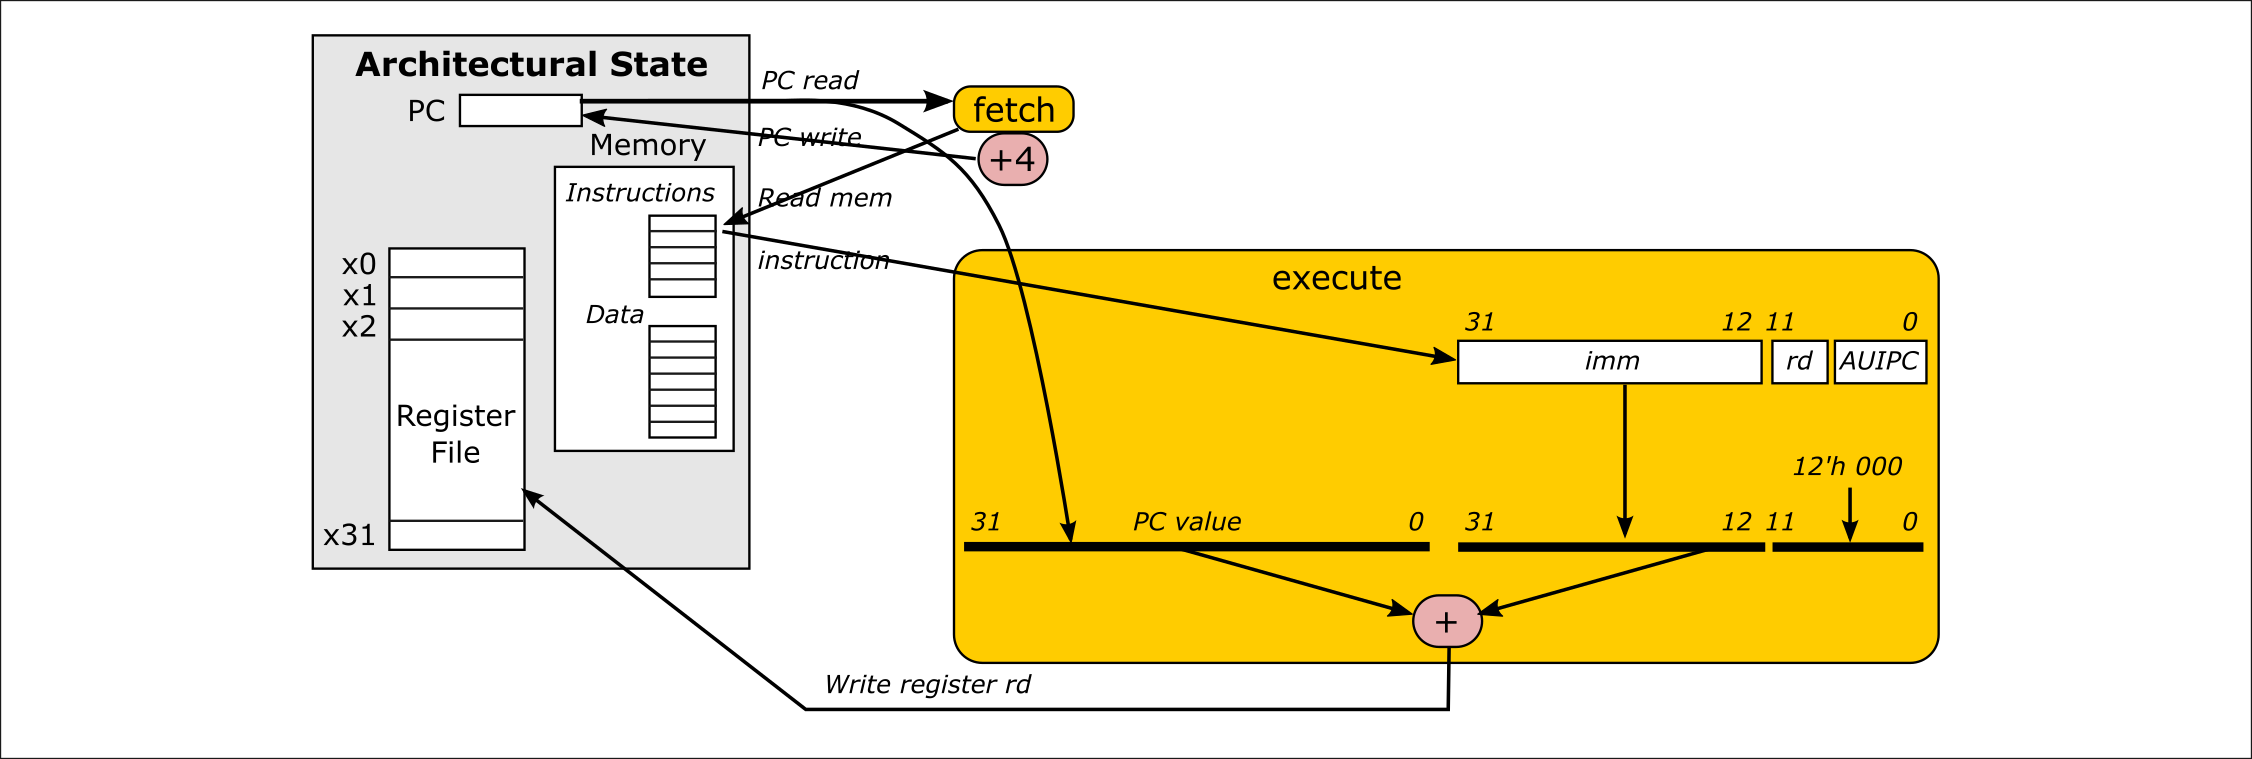 Architectural State
PC
PC read
fetch
PC write
Memory
+4
Instructions
Read mem
x0
instruction
execute
x1
Data
x2
31 12 11 0
imm rd AUIPC
Register
File
12'h 000
x31
31 PC value 0 31 12 11 0
+
Write register rd